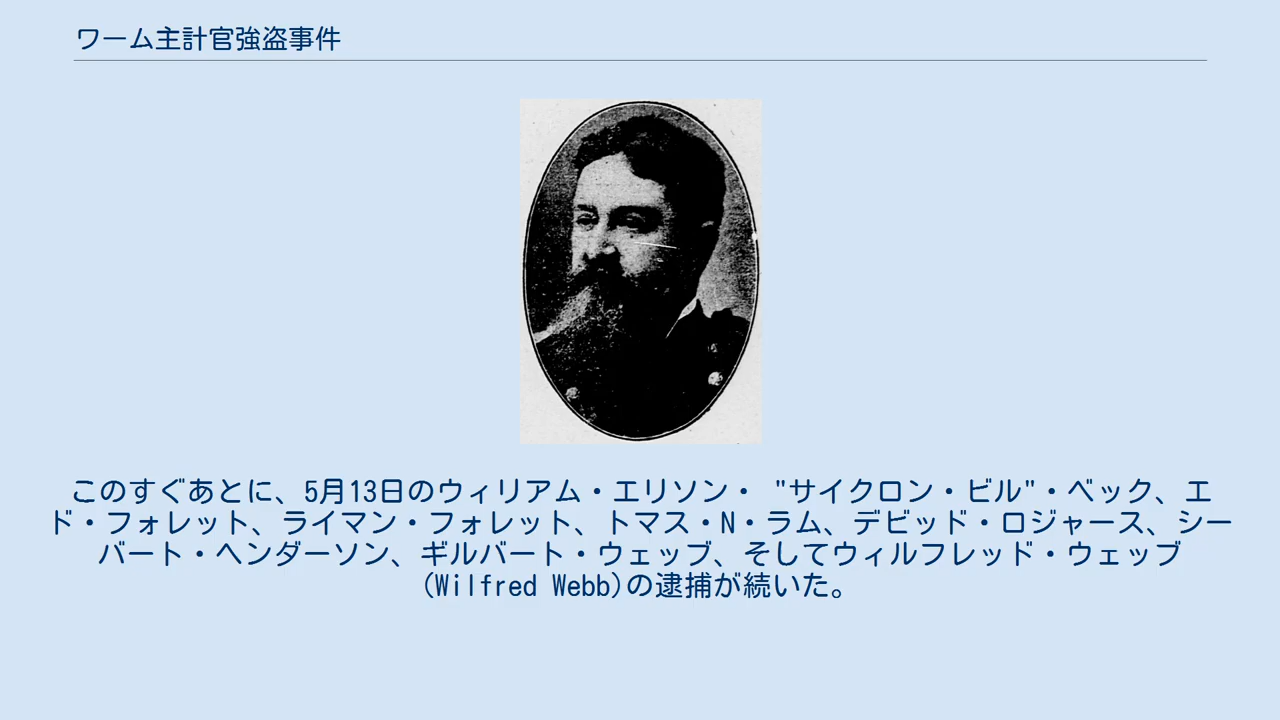 ワーム主計官強盗事件
このすぐあとに、5月13日のウィリアム・エリソン・ "サイクロン・ビル"・ベック、エ
ド・フォレット、ライマン・フォレット、トマス・N・ラム、デビッド・ロジャース、シー
バート・ヘンダーソン、ギルバート・ウェッブ、そしてウィルフレッド・ウェッブ
(Wilfred Webb)の逮捕が続いた。